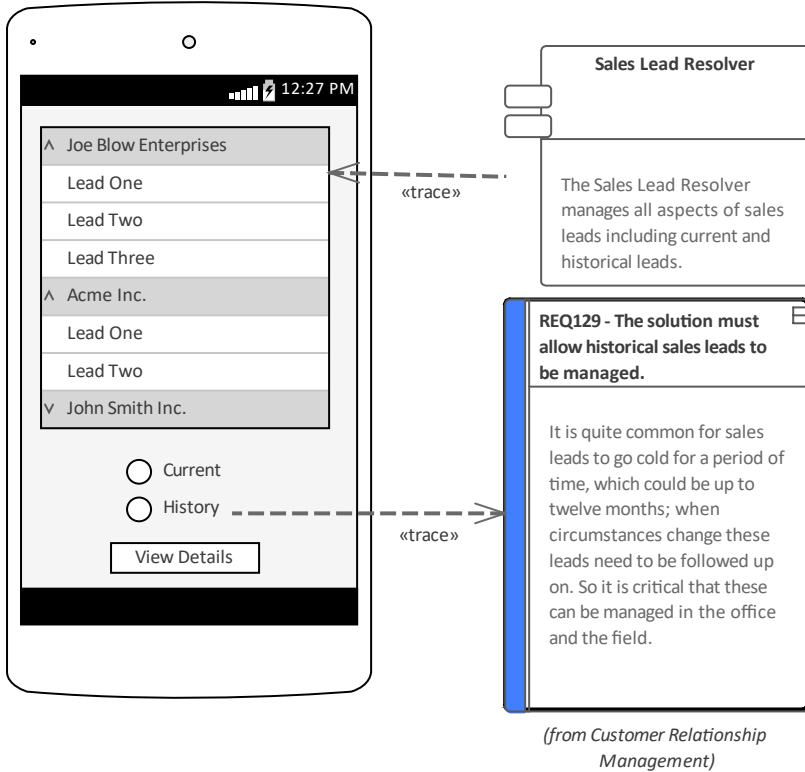 12:27 PM
Joe Blow Enterprises
Lead One
Lead Two
Lead Three
Acme Inc.
Lead One
Lead Two
John Smith Inc.
Current
History
View Details
«trace»
«trace»
Sales Lead Resolver
The Sales Lead Resolver
manages all aspects of sales
leads including current and
historical leads.
REQ129 - The solution must
allow historical sales leads to
be managed.
It is quite common for sales
leads to go cold for a period of
time, which could be up to
twelve months; when
circumstances change these
leads need to be followed up
on. So it is critical that these
can be managed in the office
and the field.
(from Customer Relationship
Management)